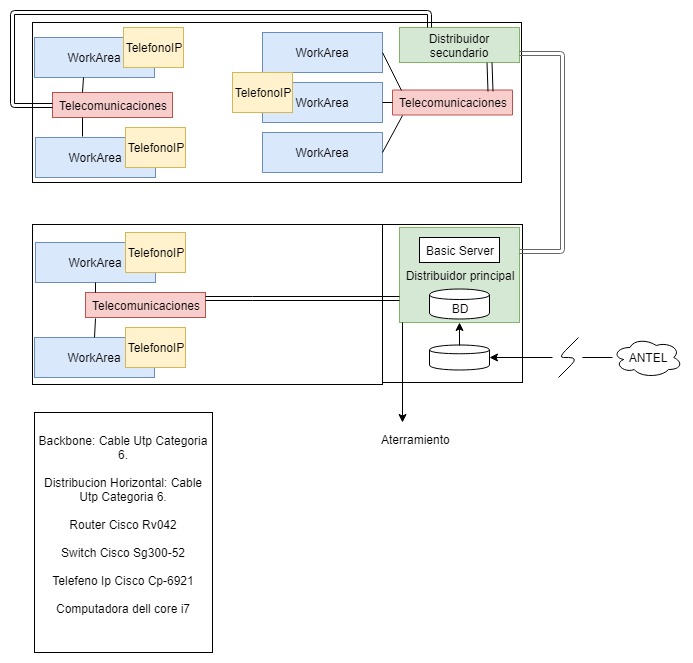 Distribuidor
secundario
TelefonoIP
WorkArea
WorkArea
TelefonoIP
WorkArea
Telecomunicaciones
Telecomunicaciones
TelefonoIP
WorkArea
WorkArea
TelefonoIP
WorkArea
Basic Server
Distribuidor principal
Telecomunicaciones
BD
TelefonoIP
WorkArea
ANTEL
Aterramiento
Backbone: Cable Utp Categoria
6.
Distribucion Horizontal: Cable
Utp Categoria 6.
Router Cisco Rv042
Switch Cisco Sg300-52
Telefeno Ip Cisco Cp-6921
Computadora dell core i7